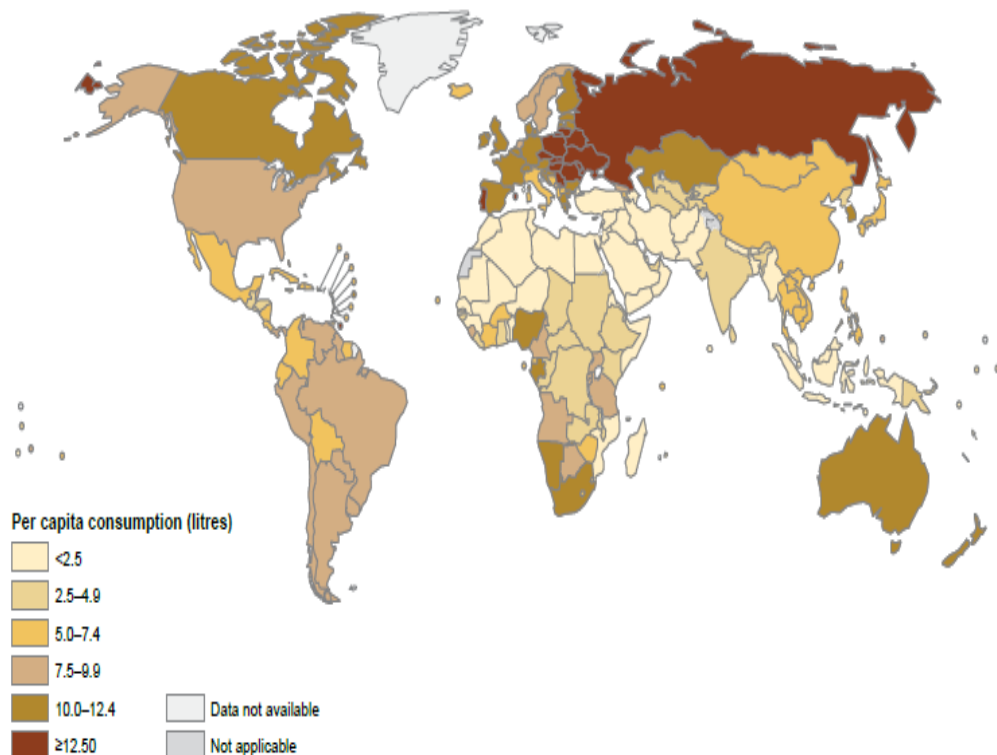 Per capita consumption (litres)
<2.5
2.5–4.9
5.0–7.4
7.5–9.9
10.0–12.4
≥12.50
Data not available
Not applicable